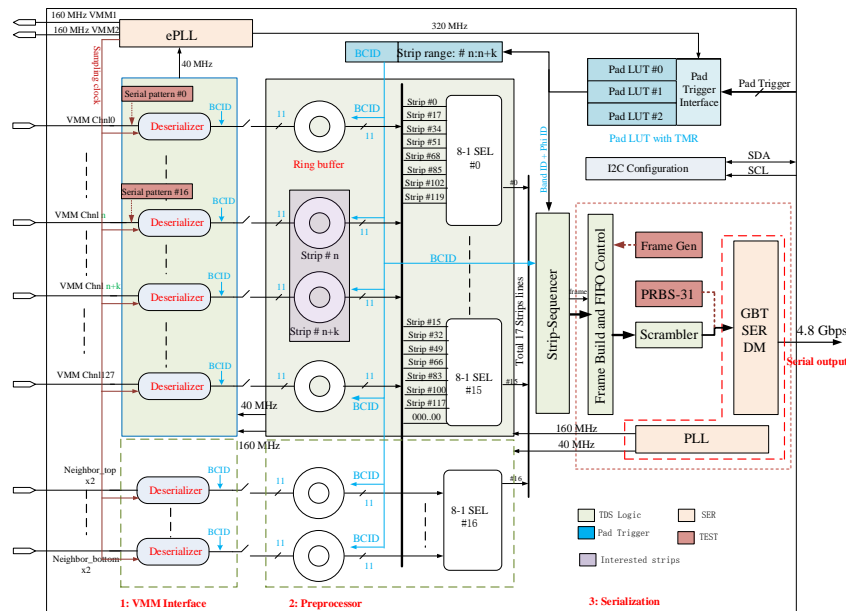 160 MHz VMM1
160 MHz VMM2
ePLL
320 MHz
40 MHz
Sampling clock
BCID
Strip range: # n:n+k
Pad LUT #0
Pad LUT #1
Pad LUT #2
Pad Trigger Interface
Pad Trigger
Pad LUT with TMR
I2C Configuration
SDA
SCL
Serial pattern #0
BCID
VMM Chnl0
Deserializer
11
Ring buffer
BCID
11
Strip #0
Strip #17
Strip #34
Strip #51
Strip #68
Strip #85
Strip #102
Strip #119
8-1 SEL
#0
#0
Band ID + Phi ID
Serial pattern #16
BCID
VMM Chnl n
Deserializer
11
Strip # n
BCID
11
BCID
BCID
VMM Chnl n+k
Deserializer
11
Strip # n+k
BCID
11
Strip #15
Strip #32
Strip #49
Strip #66
Strip #83
Strip #100
Strip #117
000..00
8-1 SEL
#15
#15
Total 17 Strips lines
BCID
VMM Chnl127
Deserializer
11
11
BCID
40 MHz
160 MHz
Strip-Sequencer
frame
Frame Build and FIFO Control
Frame Gen
PRBS-31
Scrambler
GBT
SER
DM
4.8 Gbps
Serial output
160 MHz
40 MHz
PLL
Neighbor_top
x2
BCID
Deserializer
11
BCID
11
8-1 SEL
#16
#16
Neighbor_bottom
x2
BCID
Deserializer
11
BCID
11
TDS Logic
SER
Pad Trigger
TEST
Interested strips
1: VMM Interface
2: Preprocessor
3: Serialization